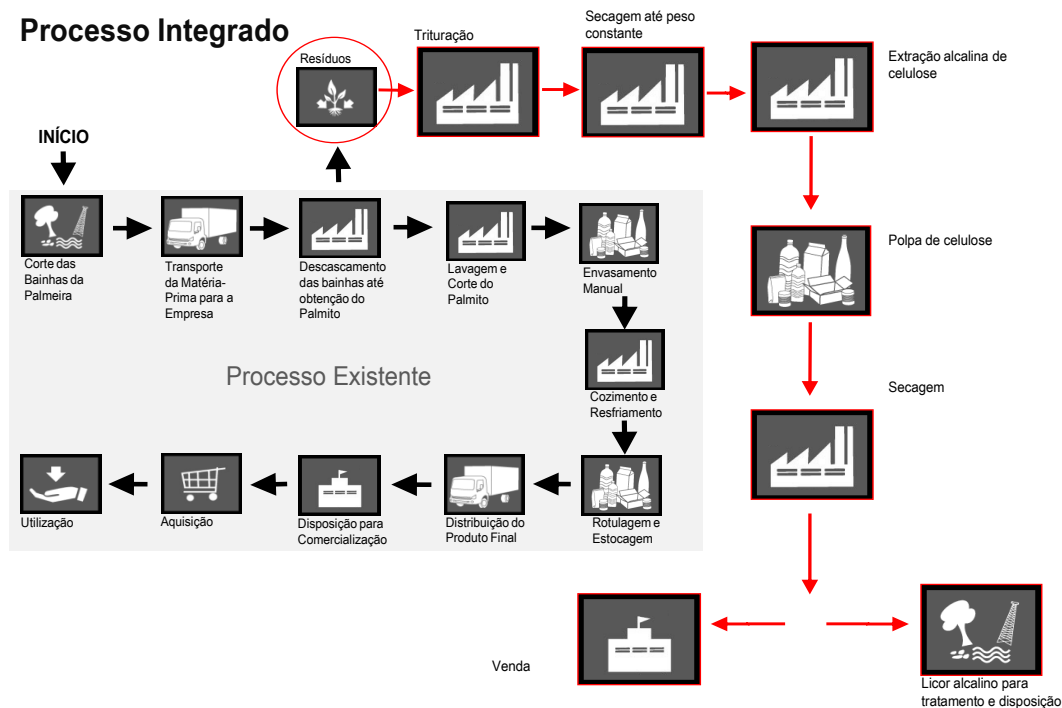 Processo Integrado
Resíduos
Trituração
Secagem até peso
constante
Extração alcalina de
celulose
INÍCIO
Corte das
Bainhas da
Palmeira
Transporte
da Matéria-
Prima para a
Empresa
Descascamento
das bainhas até
obtenção do
Palmito
Lavagem e
Corte do
Palmito
Envasamento
Manual
Polpa de celulose
Processo Existente
Cozimento e
Resfriamento
Secagem
Utilização
Aquisição
Disposição para
Comercialização
Distribuição do
Produto Final
Rotulagem e
Estocagem
Venda
Licor alcalino para
tratamento e disposição